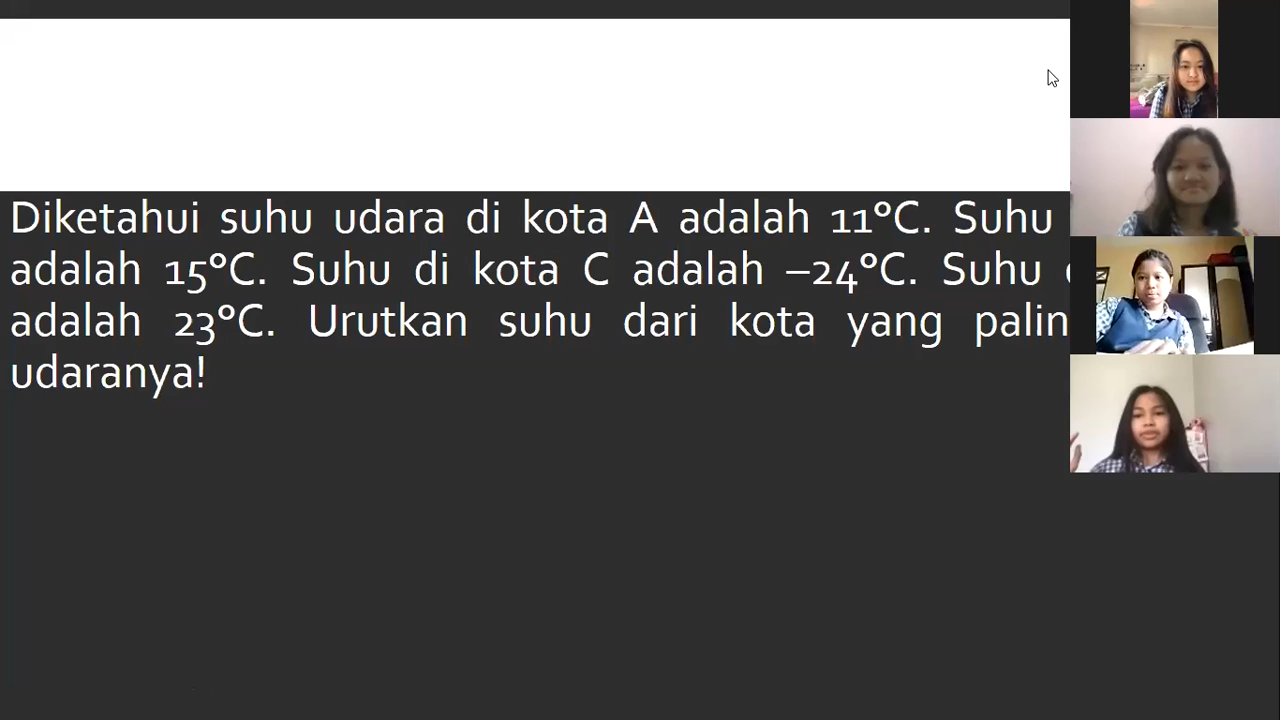 Diketahui suhu udara di kota A adalah 11°C. Suhu
adalah 15°C. Suhu di kota C adalah –24°C. Suhu
adalah 23°C. Urutkan suhu dari kota yang
udaranya!